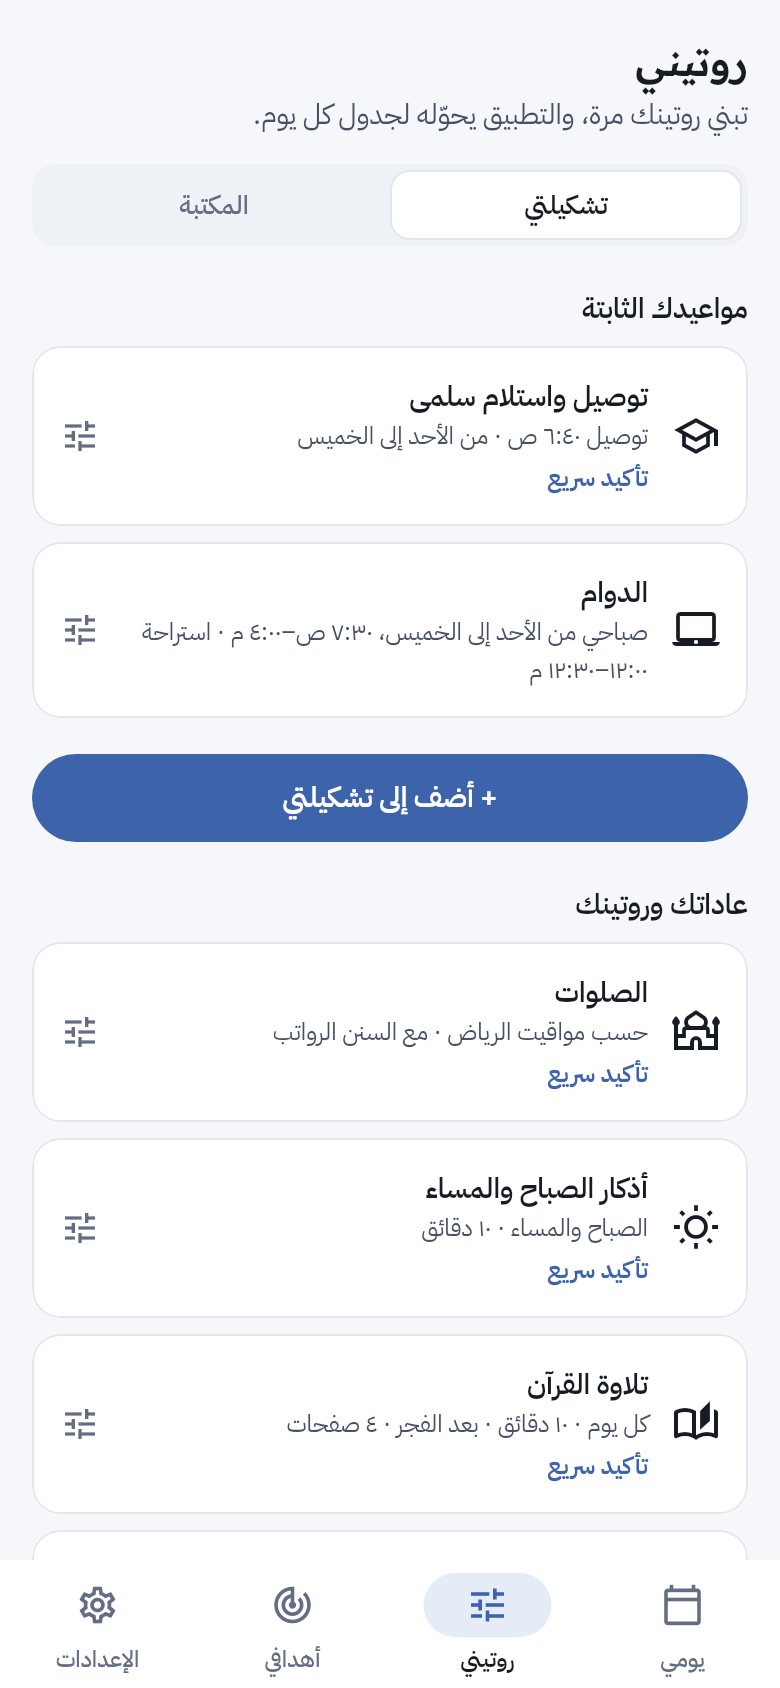 روتيني
تبني روتينك مرة، والتطبيق يحوّله لجدول كل يوم.
تشكيلتي
المكتبة
مواعيدك الثابتة
توصيل واستلام سلمى
توصيل ٦:٤٠ ص · من الأحد إلى الخميس
تأكيد سريع
الدوام
صباحي من الأحد إلى الخميس، ٧:٣٠ ص–٤:٠٠ م · استراحة
١٢:٠٠–١٢:٣٠ م
+ أضف إلى تشكيلتي
عاداتك وروتينك
الصلوات
حسب مواقيت الرياض · مع السنن الرواتب
تأكيد سريع
أذكار الصباح والمساء
الصباح والمساء · ١٠ دقائق
تأكيد سريع
تلاوة القرآن
كل يوم · ١٠ دقائق · بعد الفجر · ٤ صفحات
تأكيد سريع
يومي
روتيني
أهدافي
الإعدادات